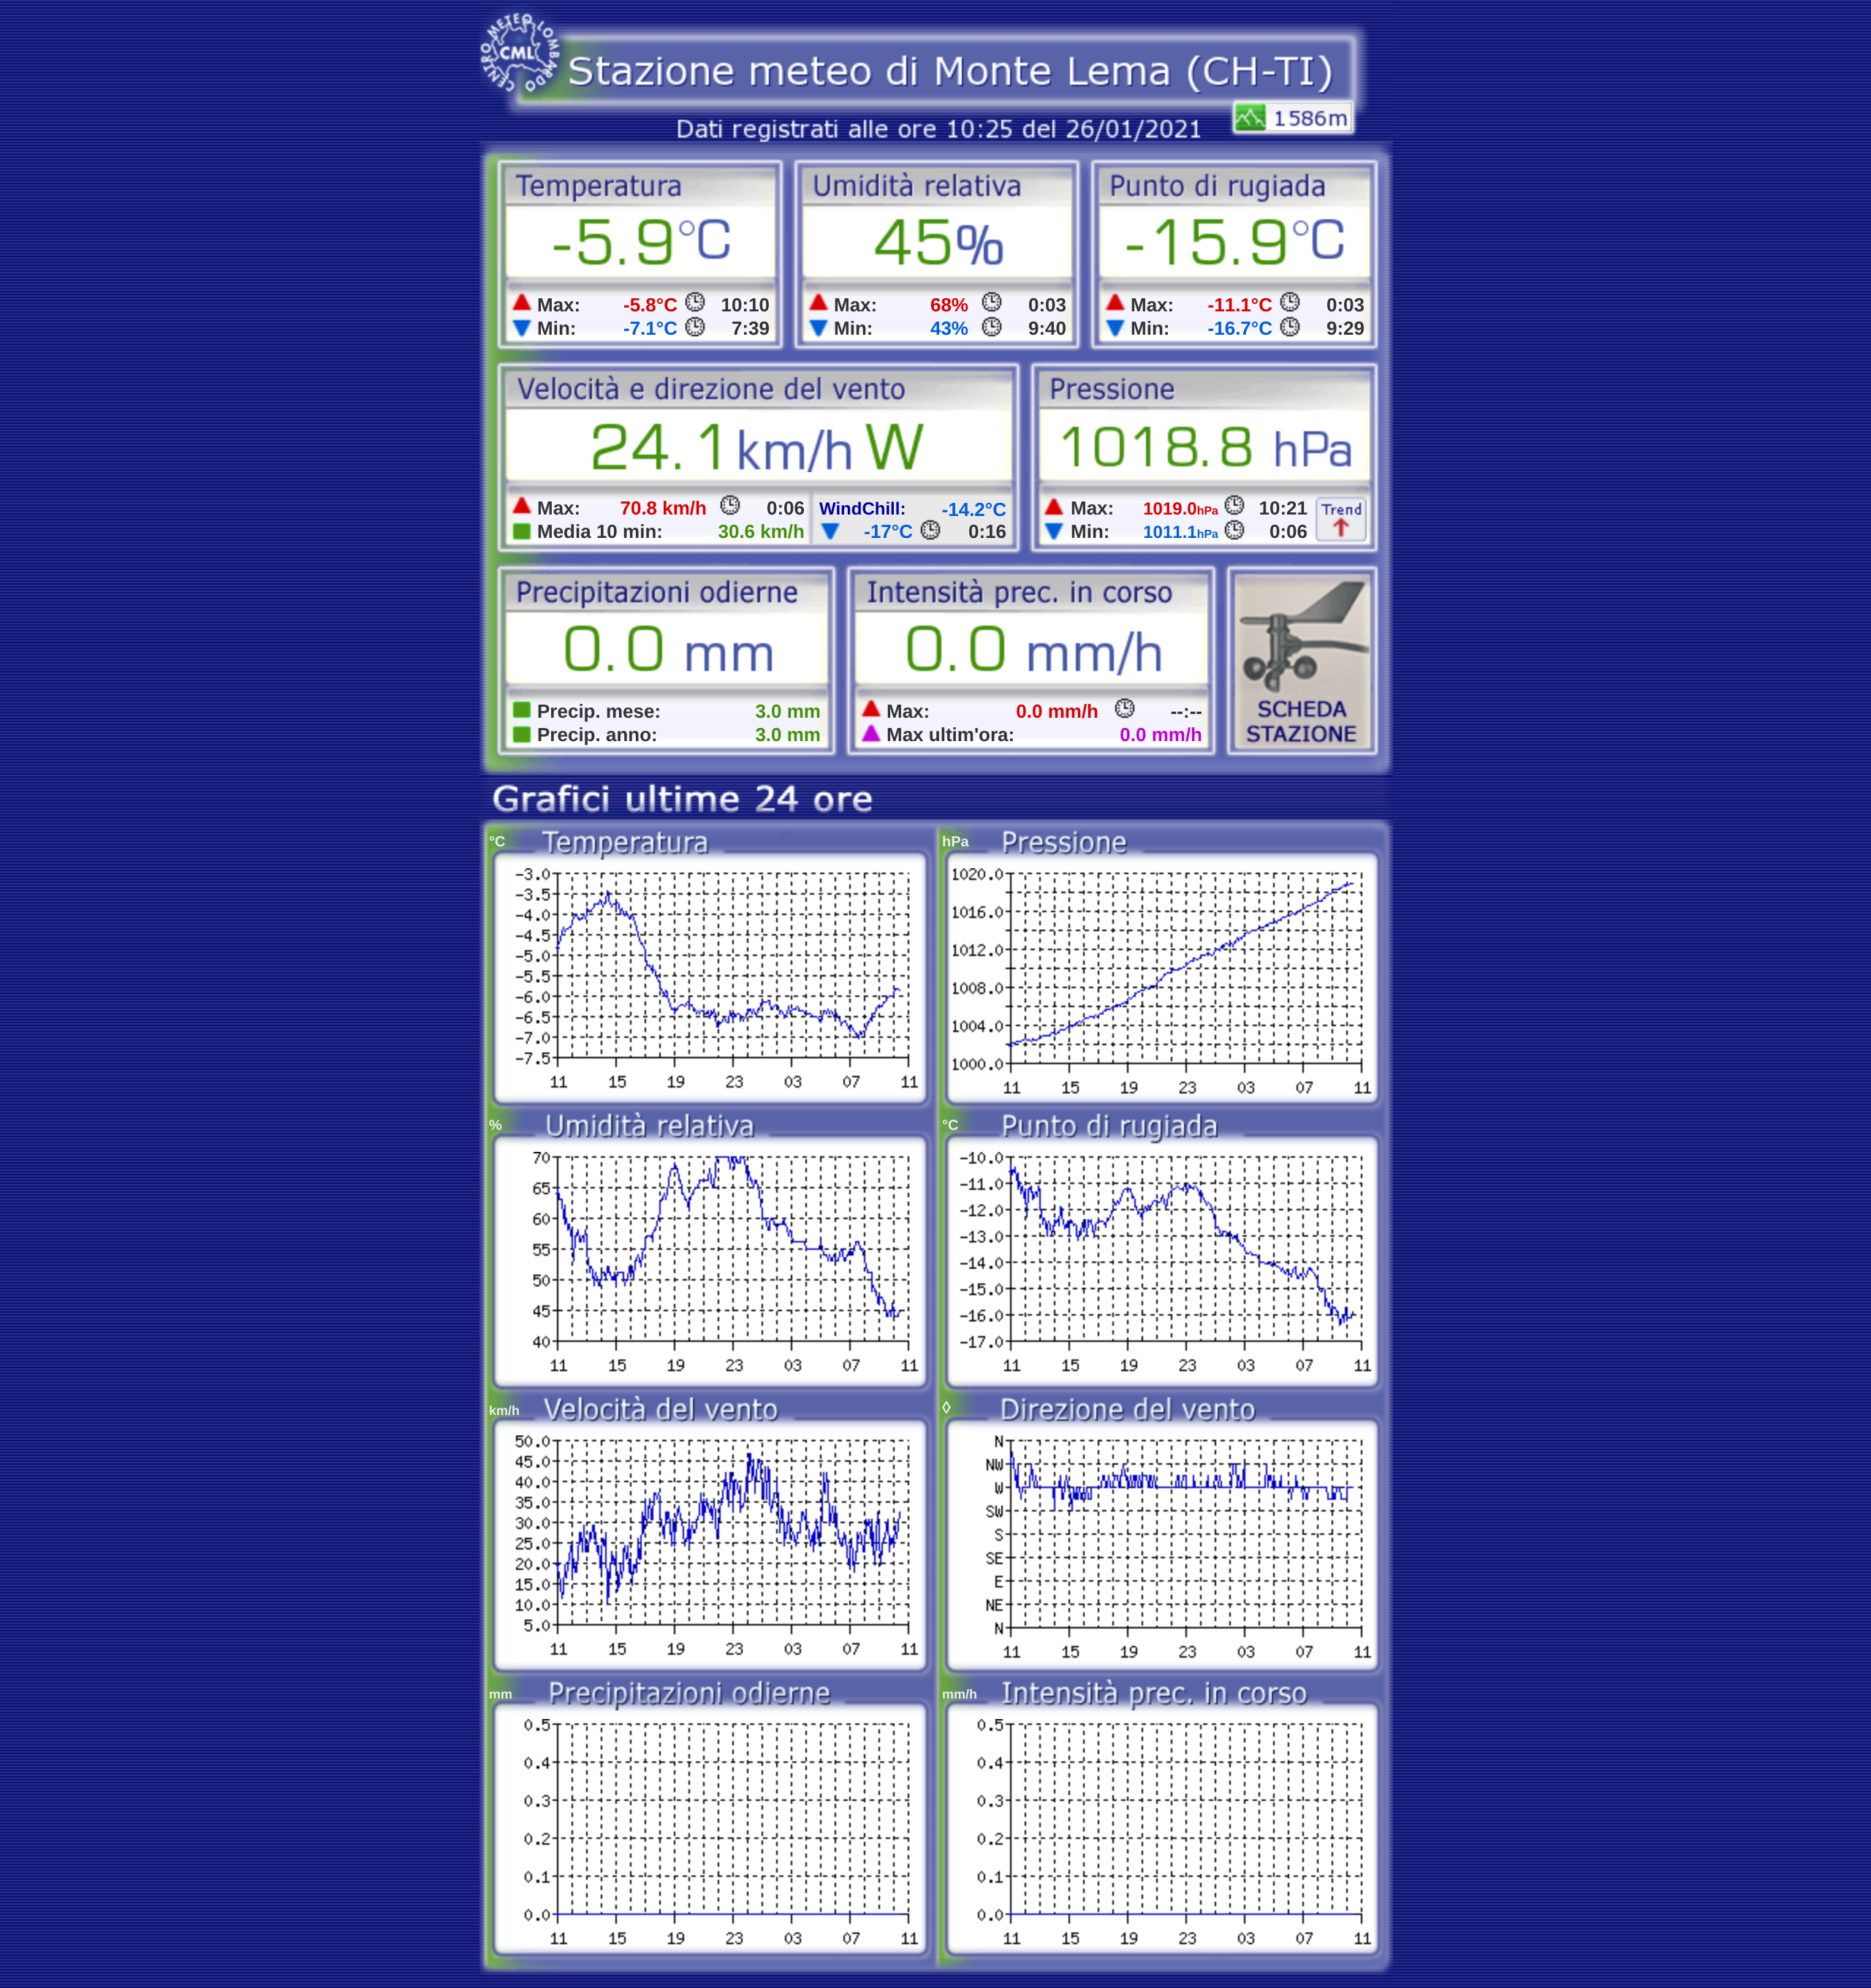 CENTRO METEO LOMBARDO
CML
Stazione meteo di Monte Lema (CH-TI)
1586m
Dati registrati alle ore 10:25 del 26/01/2021
Temperatura
-5.9°C
Max: -5.8°C 10:10
Min: -7.1°C 7:39
Umidità relativa
45%
Max: 68% 0:03
Min: 43% 9:40
Punto di rugiada
-15.9°C
Max: -11.1°C 0:03
Min: -16.7°C 9:29
Velocità e direzione del vento
24.1 km/h W
Max: 70.8 km/h 0:06
Media 10 min: 30.6 km/h
WindChill: -14.2°C
-17°C 0:16
Pressione
1018.8 hPa
Max: 1019.0hPa 10:21
Min: 1011.1hPa 0:06
Trend
Precipitazioni odierne
0.0 mm
Precip. mese: 3.0 mm
Precip. anno: 3.0 mm
Intensità prec. in corso
0.0 mm/h
Max: 0.0 mm/h --:--
Max ultim'ora: 0.0 mm/h
SCHEDA
STAZIONE
Grafici ultime 24 ore
°C Temperatura
-3.0
-3.5
-4.0
-4.5
-5.0
-5.5
-6.0
-6.5
-7.0
-7.5
11 15 19 23 03 07 11
hPa Pressione
1020.0
1016.0
1012.0
1008.0
1004.0
1000.0
11 15 19 23 03 07 11
% Umidità relativa
70
65
60
55
50
45
40
11 15 19 23 03 07 11
°C Punto di rugiada
-10.0
-11.0
-12.0
-13.0
-14.0
-15.0
-16.0
-17.0
11 15 19 23 03 07 11
km/h Velocità del vento
50.0
45.0
40.0
35.0
30.0
25.0
20.0
15.0
10.0
5.0
11 15 19 23 03 07 11
◊ Direzione del vento
N
NW
W
SW
S
SE
E
NE
N
11 15 19 23 03 07 11
mm Precipitazioni odierne
0.5
0.4
0.3
0.2
0.1
0.0
11 15 19 23 03 07 11
mm/h Intensità prec. in corso
0.5
0.4
0.3
0.2
0.1
0.0
11 15 19 23 03 07 11